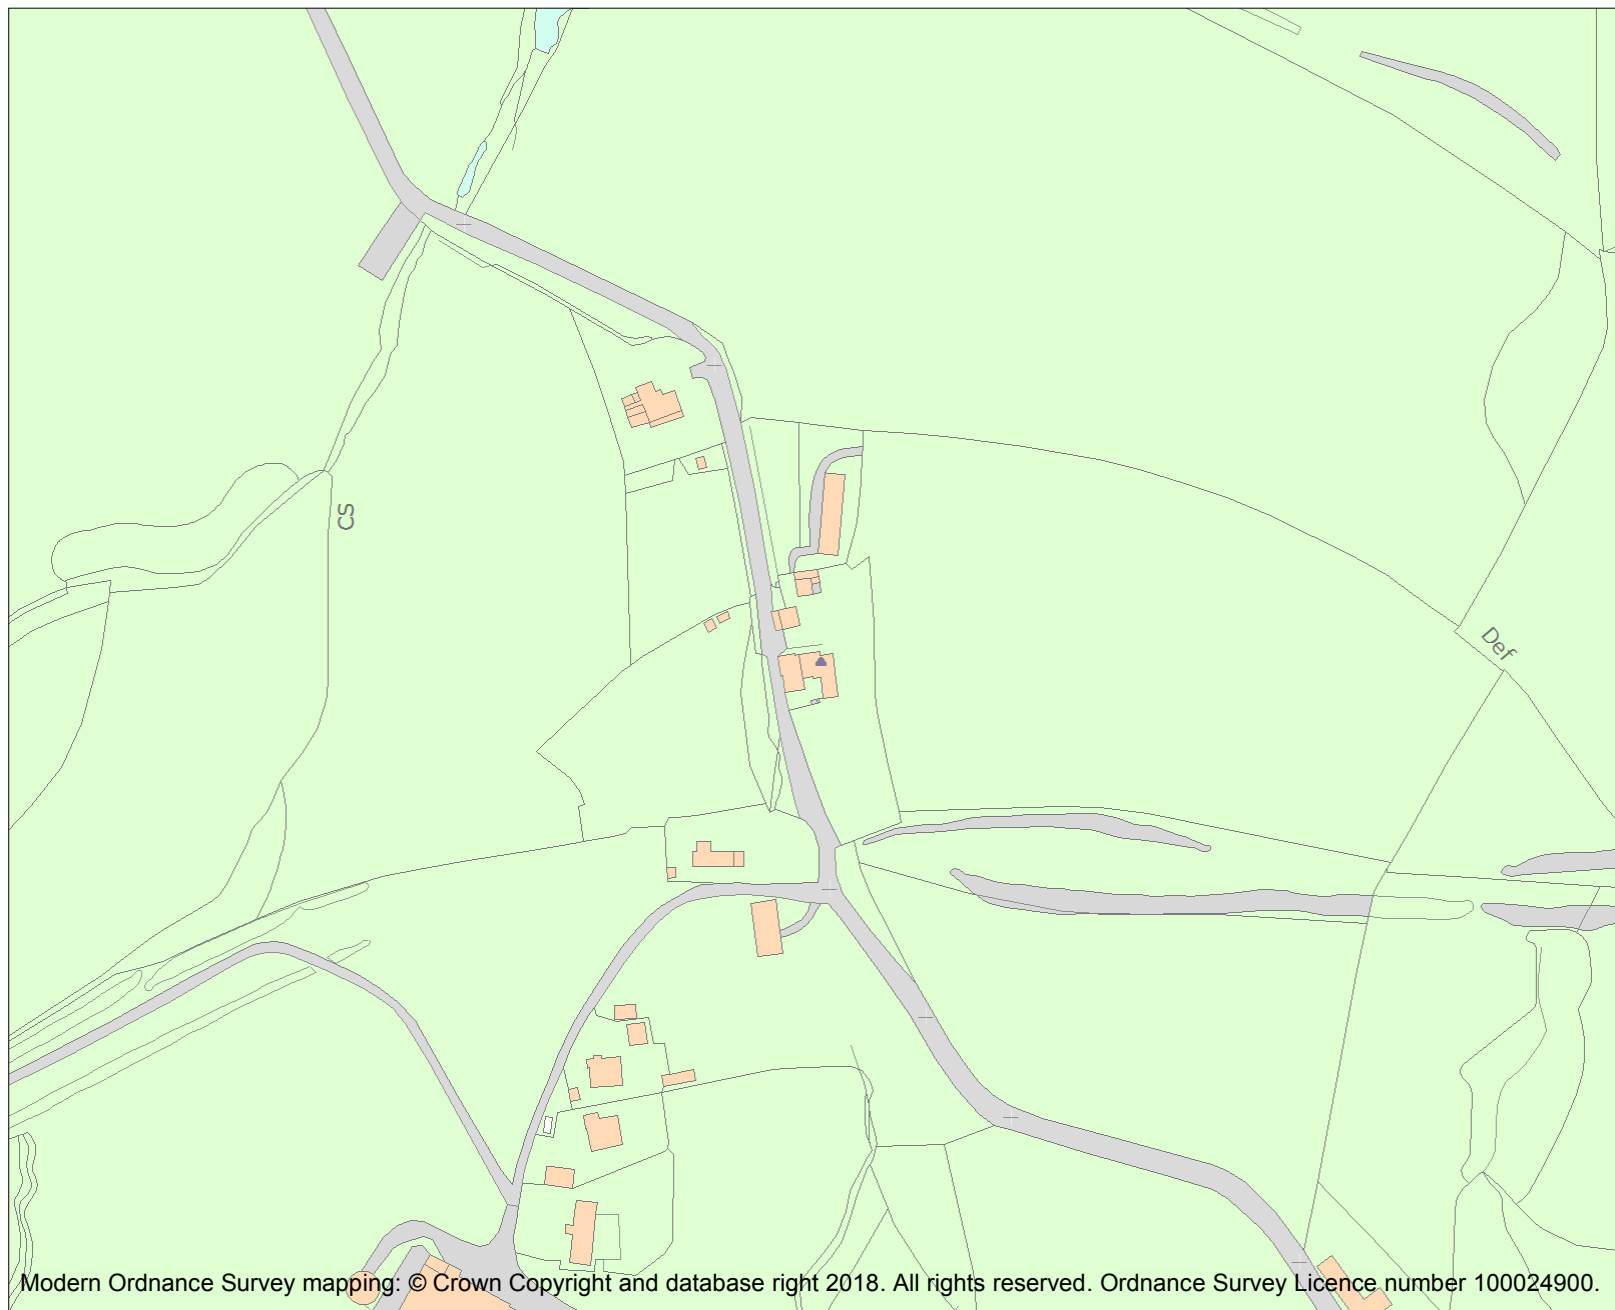 CS
Def
Modern Ordnance Survey mapping: © Crown Copyright and database right 2018. All rights reserved. Ordnance Survey Licence number 100024900.